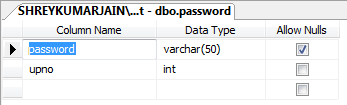 SHREYKUMARJAIN\...t - dbo.password
Column Name Data Type Allow Nulls
password varchar(50)
upno int